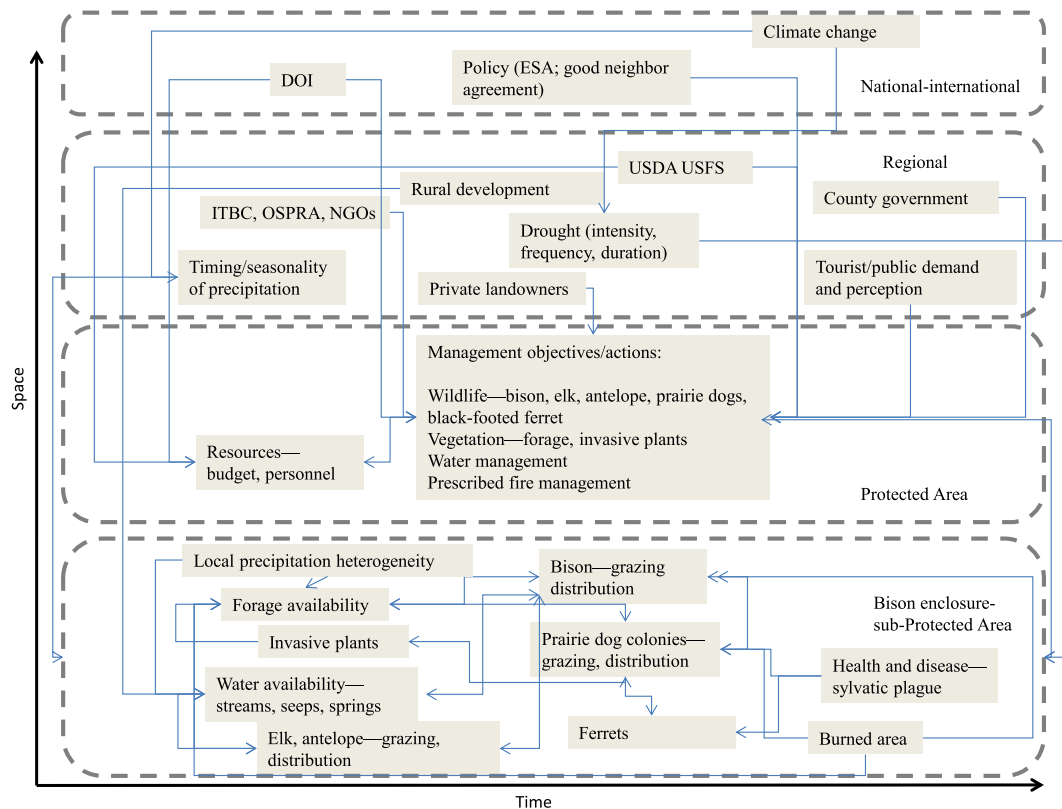 Climate change
DOI
Policy (ESA; good neighbor
agreement)
National-international
USDA USFS
Regional
Rural development
County government
ITBC, OSPRA, NGOs
Drought (intensity,
frequency, duration)
Timing/seasonality
of precipitation
Tourist/public demand
and perception
Private landowners
Space
Management objectives/actions:
Wildlife—bison, elk, antelope, prairie dogs,
black-footed ferret
Vegetation—forage, invasive plants
Water management
Prescribed fire management
Resources—
budget, personnel
Protected Area
Local precipitation heterogeneity
Bison—grazing
distribution
Forage availability
Bison enclosure-
sub-Protected Area
Invasive plants
Prairie dog colonies—
grazing, distribution
Health and disease—
sylvatic plague
Water availability—
streams, seeps, springs
Ferrets
Burned area
Elk, antelope—grazing,
distribution
Time